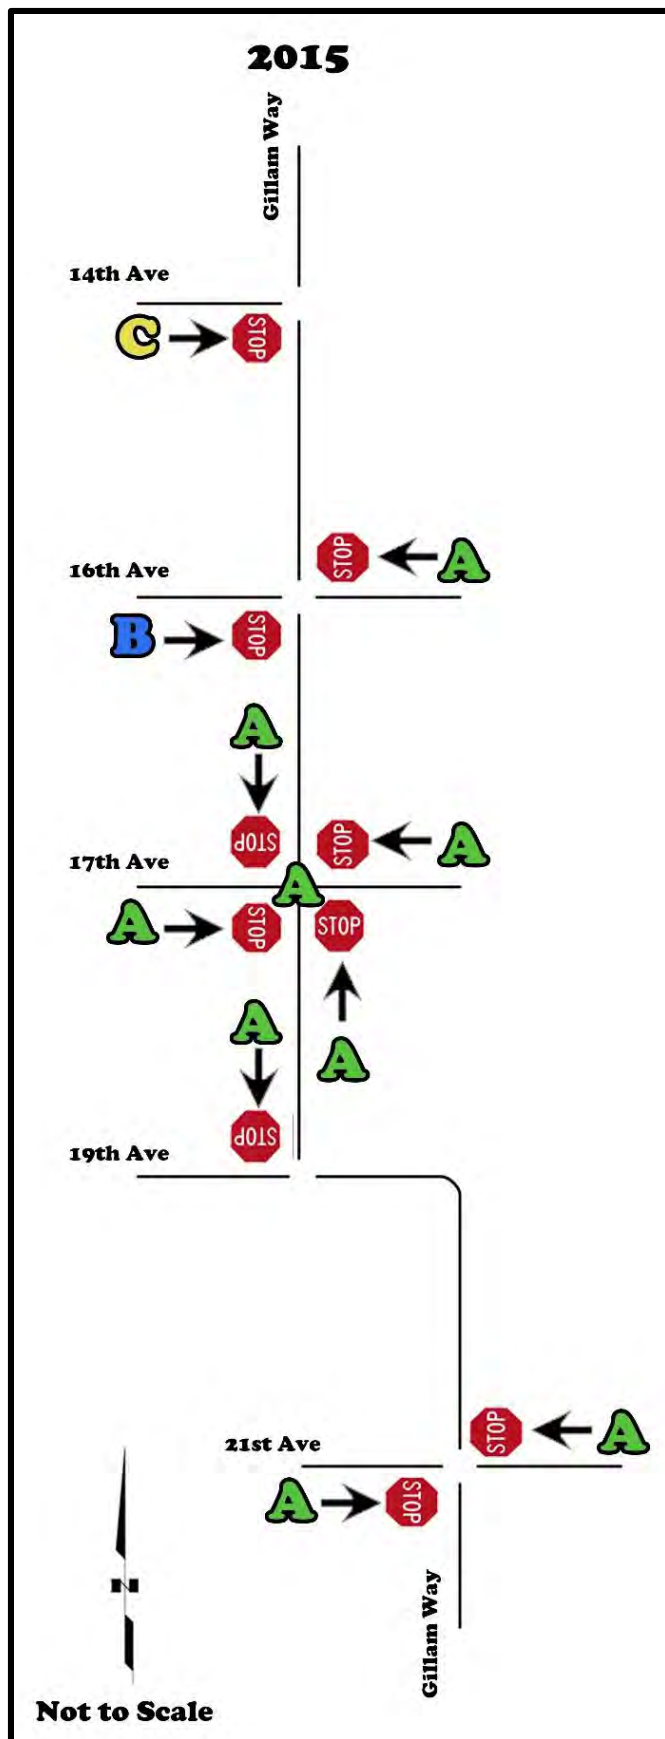 2015
Gillam Way
14th Ave
C
STOP
STOP
A
16th Ave
B
STOP
A
STOP
STOP
A
17th Ave
A
A
STOP
STOP
A
A
STOP
19th Ave
STOP
A
21st Ave
A
STOP
Gillam Way
N
Not to Scale